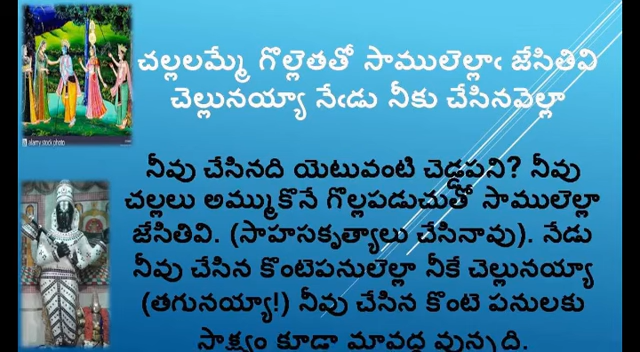 చల్లలమ్మే గొల్లెతతో సాములెల్లాఁ జేసితివి
చెల్లునయ్యా నేఁడు నీకు చేసినవెల్లా
alamy stock photo
నీవు చేసినది యెటువంటి చెడ్డపని? నీవు
చల్లలు అమ్ముకొనే గొల్లపడుచుతో సాములెల్లా
జేసితివి. (సాహసకృత్యాలు చేసినావు). నేడు
నీవు చేసిన కొంటెపనులెల్లా నీకే చెల్లునయ్యా
(తగునయ్యా!) నీవు చేసిన కొంటె పనులకు
సాక్ష్యం కూడా మావద్ద వున్నది.